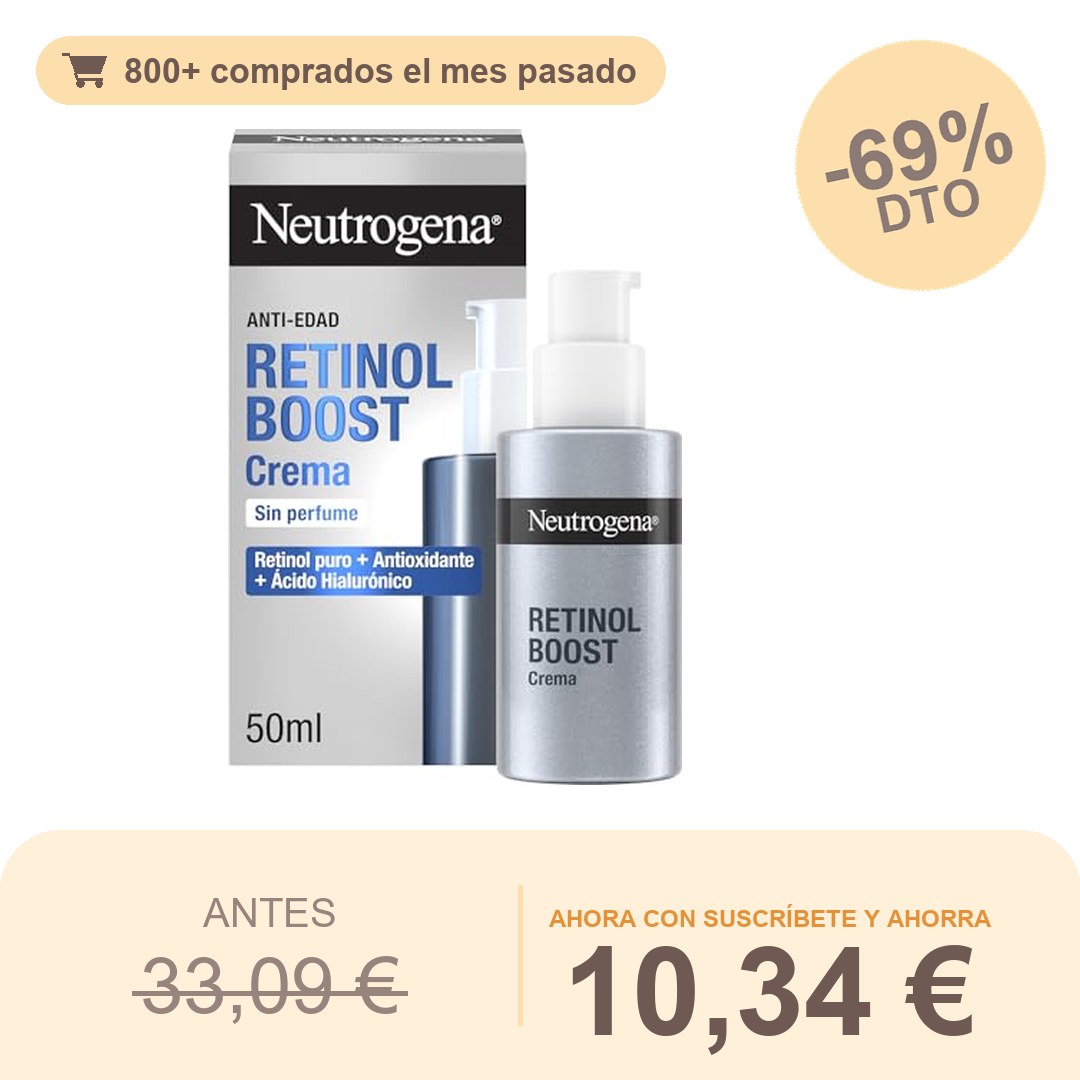 800+ comprados el mes pasado
-69%
DTO
Neutrogena
Neutrogena®
ANTI-EDAD
RETINOL
BOOST
Crema
Sin perfume
Retinol puro + Antioxidante
+ Ácido Hialurónico
50ml
Neutrogena®
RETINOL
BOOST
Crema
ANTES
33,09 €
AHORA CON SUSCRÍBETE Y AHORRA
10,34 €